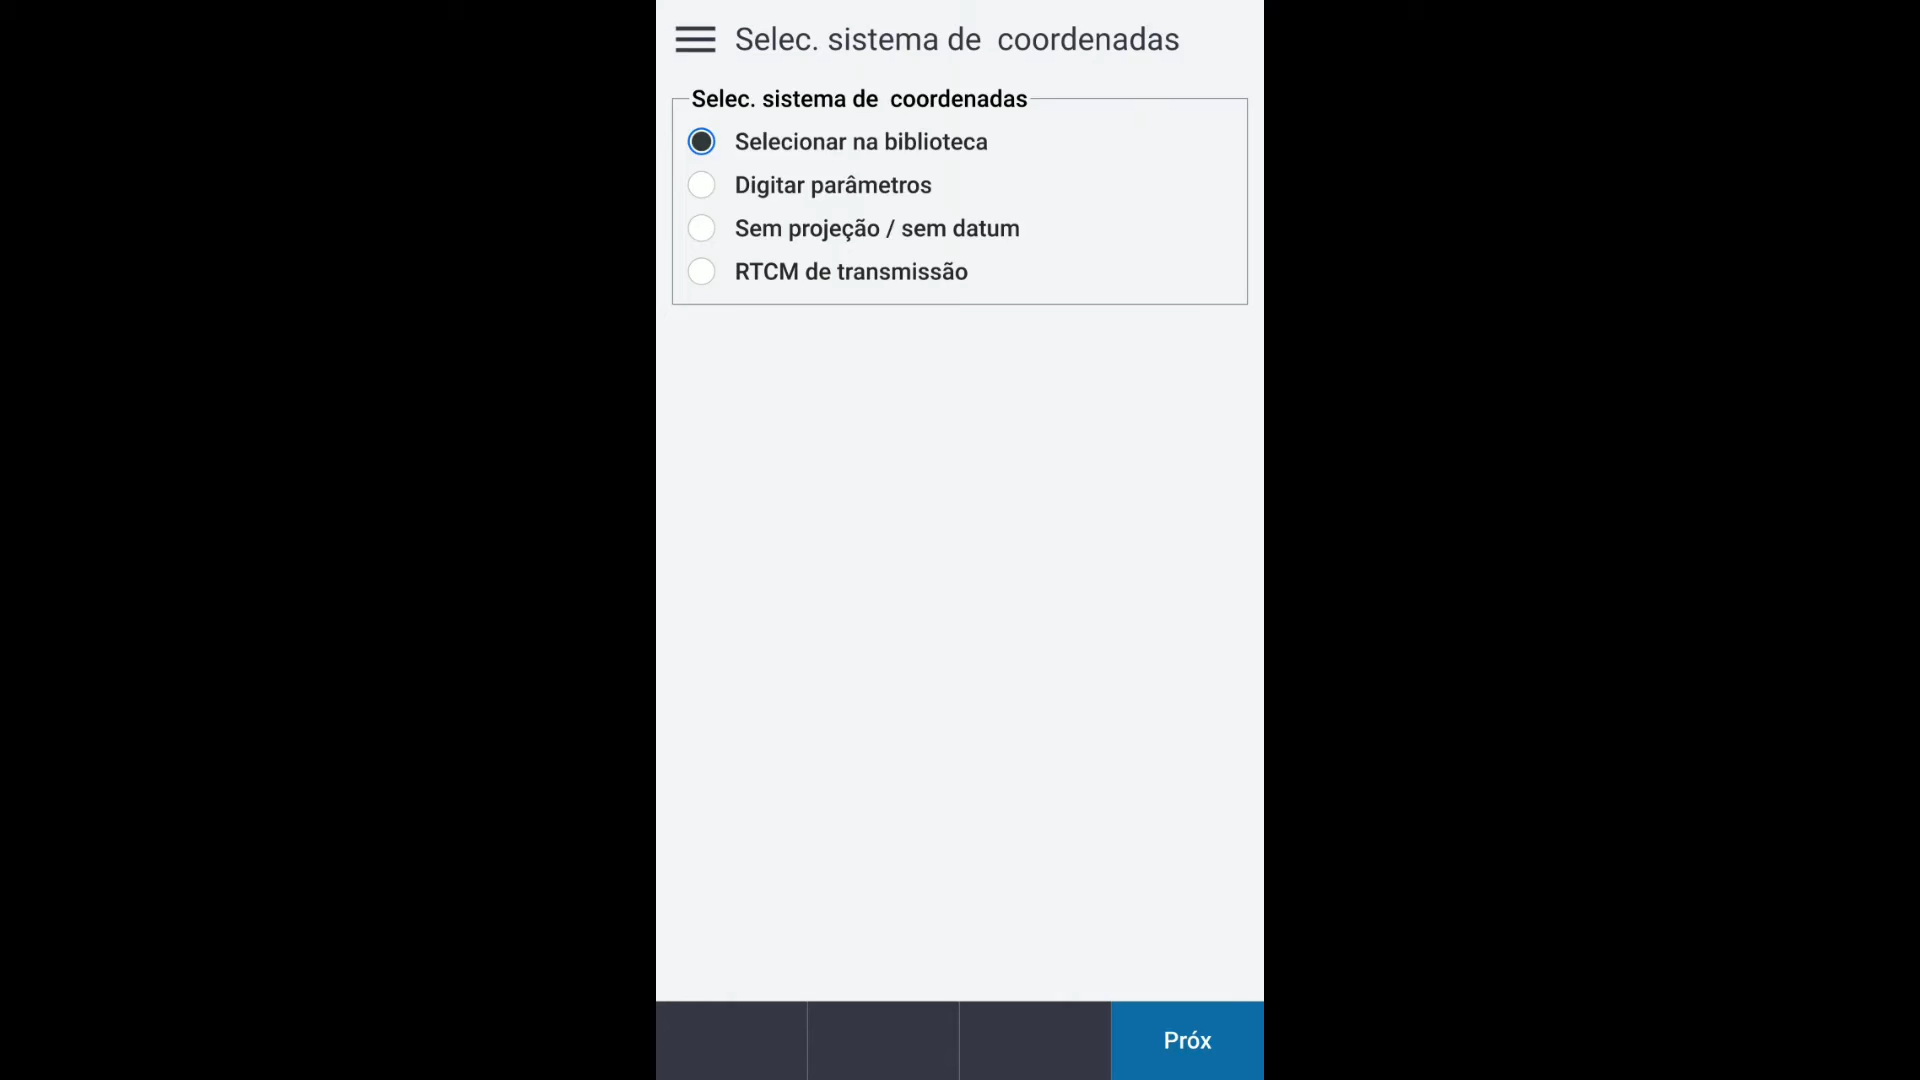 Selec. sistema de  coordenadas
Selec. sistema de  coordenadas
Selecionar na biblioteca
Digitar parâmetros
Sem projeção / sem datum
RTCM de transmissão
Próx